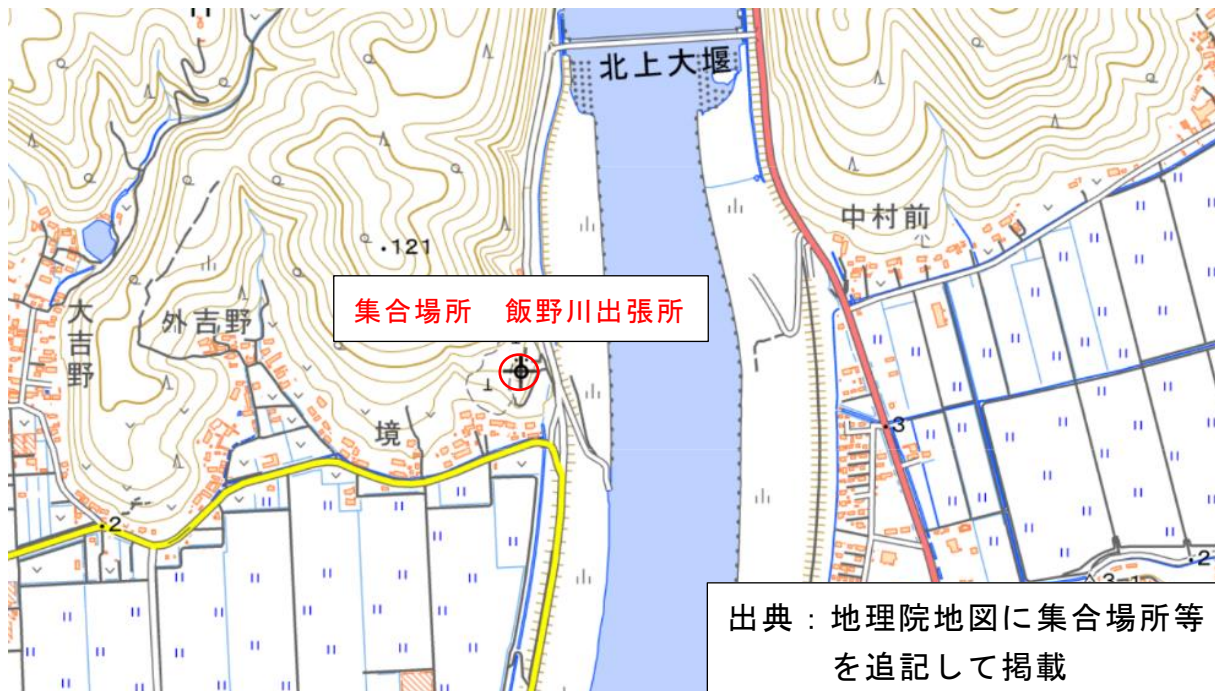 北上大堰
中村前
・121
集合場所 飯野川出張所
大吉野
外吉野
境
・3
・2
・2
出典:地理院地図に集合場所等
を追記して掲載